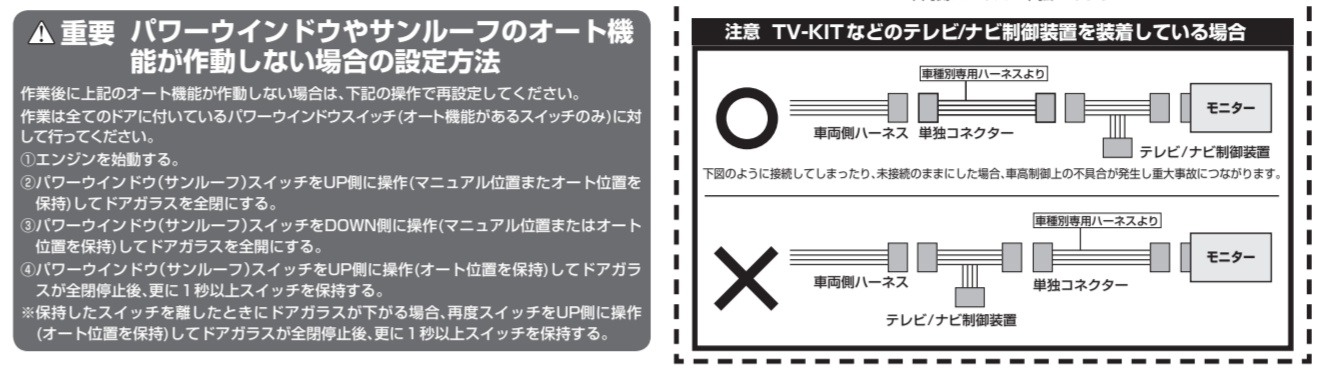 重要 パワーウインドウやサンルーフのオート機
能が作動しない場合の設定方法
作業後に上記のオート機能が作動しない場合は、下記の操作で再設定してください。
作業は全てのドアに付いているパワーウインドウスイッチ(オート機能があるスイッチのみ)に対
して行ってください。
①エンジンを始動する。
②パワーウインドウ(サンルーフ)スイッチをUP側に操作(マニュアル位置またオート位置を
保持)してドアガラスを全閉にする。
③パワーウインドウ(サンルーフ)スイッチをDOWN側に操作(マニュアル位置またはオート
位置を保持)してドアガラスを全開にする。
④パワーウインドウ(サンルーフ)スイッチをUP側に操作(オート位置を保持)してドアガラ
スが全閉停止後、更に1秒以上スイッチを保持する。
※保持したスイッチを離したときにドアガラスが下がる場合、再度スイッチをUP側に操作
(オート位置を保持)してドアガラスが全閉停止後、更に1秒以上スイッチを保持する。
注意 TV-KITなどのテレビ/ナビ制御装置を装着している場合
車種別専用ハーネスより
モニター
車両側ハーネス 単独コネクター
テレビ/ナビ制御装置
下図のように接続してしまったり、未接続のままにした場合、車高制御上の不具合が発生し重大事故につながります。
車種別専用ハーネスより
モニター
車両側ハーネス
単独コネクター
テレビ/ナビ制御装置